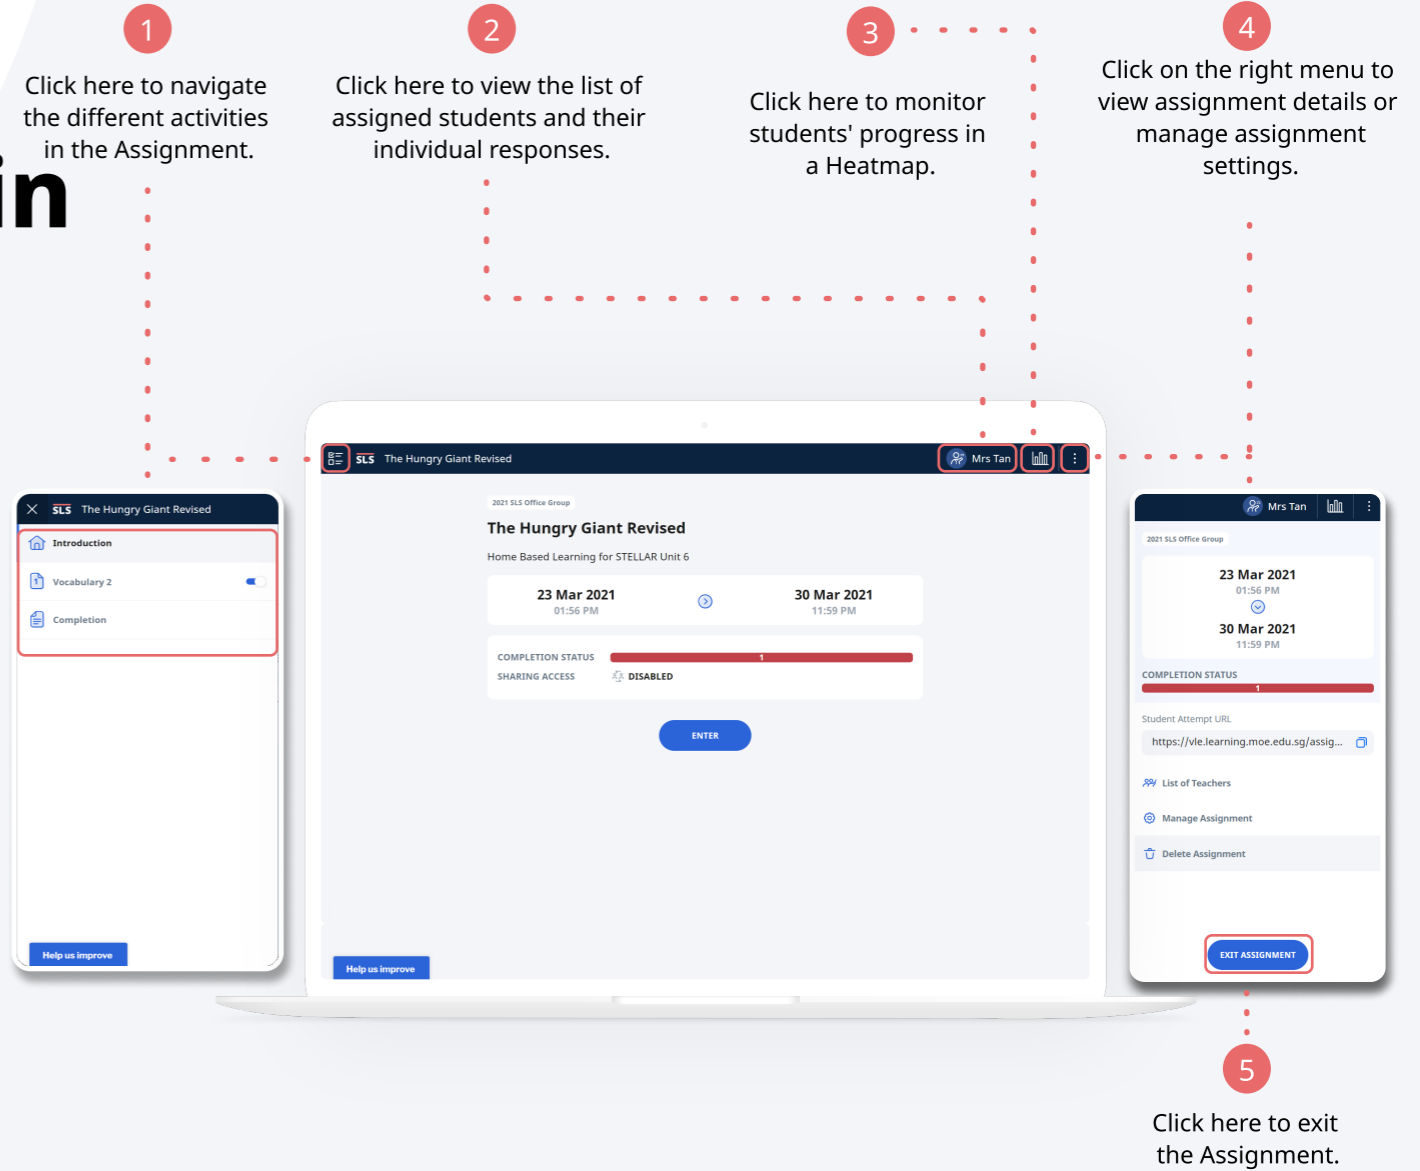 1
Click here to navigate
the different activities
in the Assignment.
2
Click here to view the list of
assigned students and their
individual responses.
3
Click here to monitor
students' progress in
a Heatmap.
4
Click on the right menu to
view assignment details or
manage assignment
settings.
in
SLS The Hungry Giant Revised
Introduction
1 Vocabulary 2
Completion
Help us improve
SLS The Hungry Giant Revised Mrs Tan
2021 SLS Office Group
The Hungry Giant Revised
Home Based Learning for STELLAR Unit 6
23 Mar 2021 30 Mar 2021
01:56 PM 11:59 PM
COMPLETION STATUS 1
SHARING ACCESS DISABLED
ENTER
Help us improve
Mrs Tan
2021 SLS Office Group
23 Mar 2021
01:56 PM
30 Mar 2021
11:59 PM
COMPLETION STATUS
1
Student Attempt URL
https://vle.learning.moe.edu.sg/assig...
List of Teachers
Manage Assignment
Delete Assignment
EXIT ASSIGNMENT
5
Click here to exit
the Assignment.